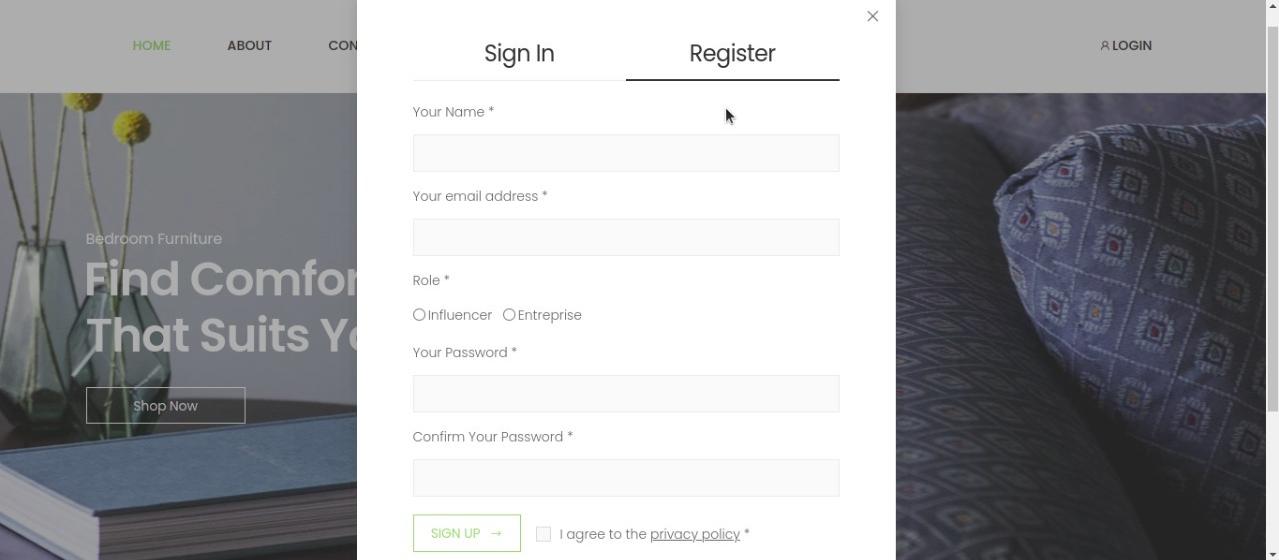 HOME ABOUT CON LOGIN
Sign In Register
Your Name *
Your email address *
Role *
Influencer Entreprise
Your Password *
Confirm Your Password *
SIGN UP → I agree to the privacy policy *
Bedroom Furniture
Find Comfor
That Suits Yo
Shop Now